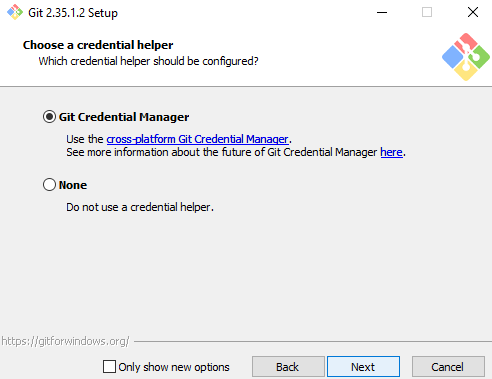 Git 2.35.1.2 Setup
Choose a credential helper
Which credential helper should be configured?
Git Credential Manager
Use the cross-platform Git Credential Manager.
See more information about the future of Git Credential Manager here.
None
Do not use a credential helper.
https://gitforwindows.org/
Only show new options
Back
Next
Cancel